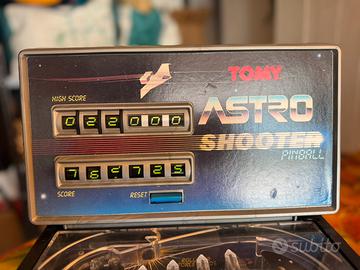 TOMY
HIGH SCORE
022000
ASTRO
SHOOTER
PINBALL
SCORE
RESET
subito